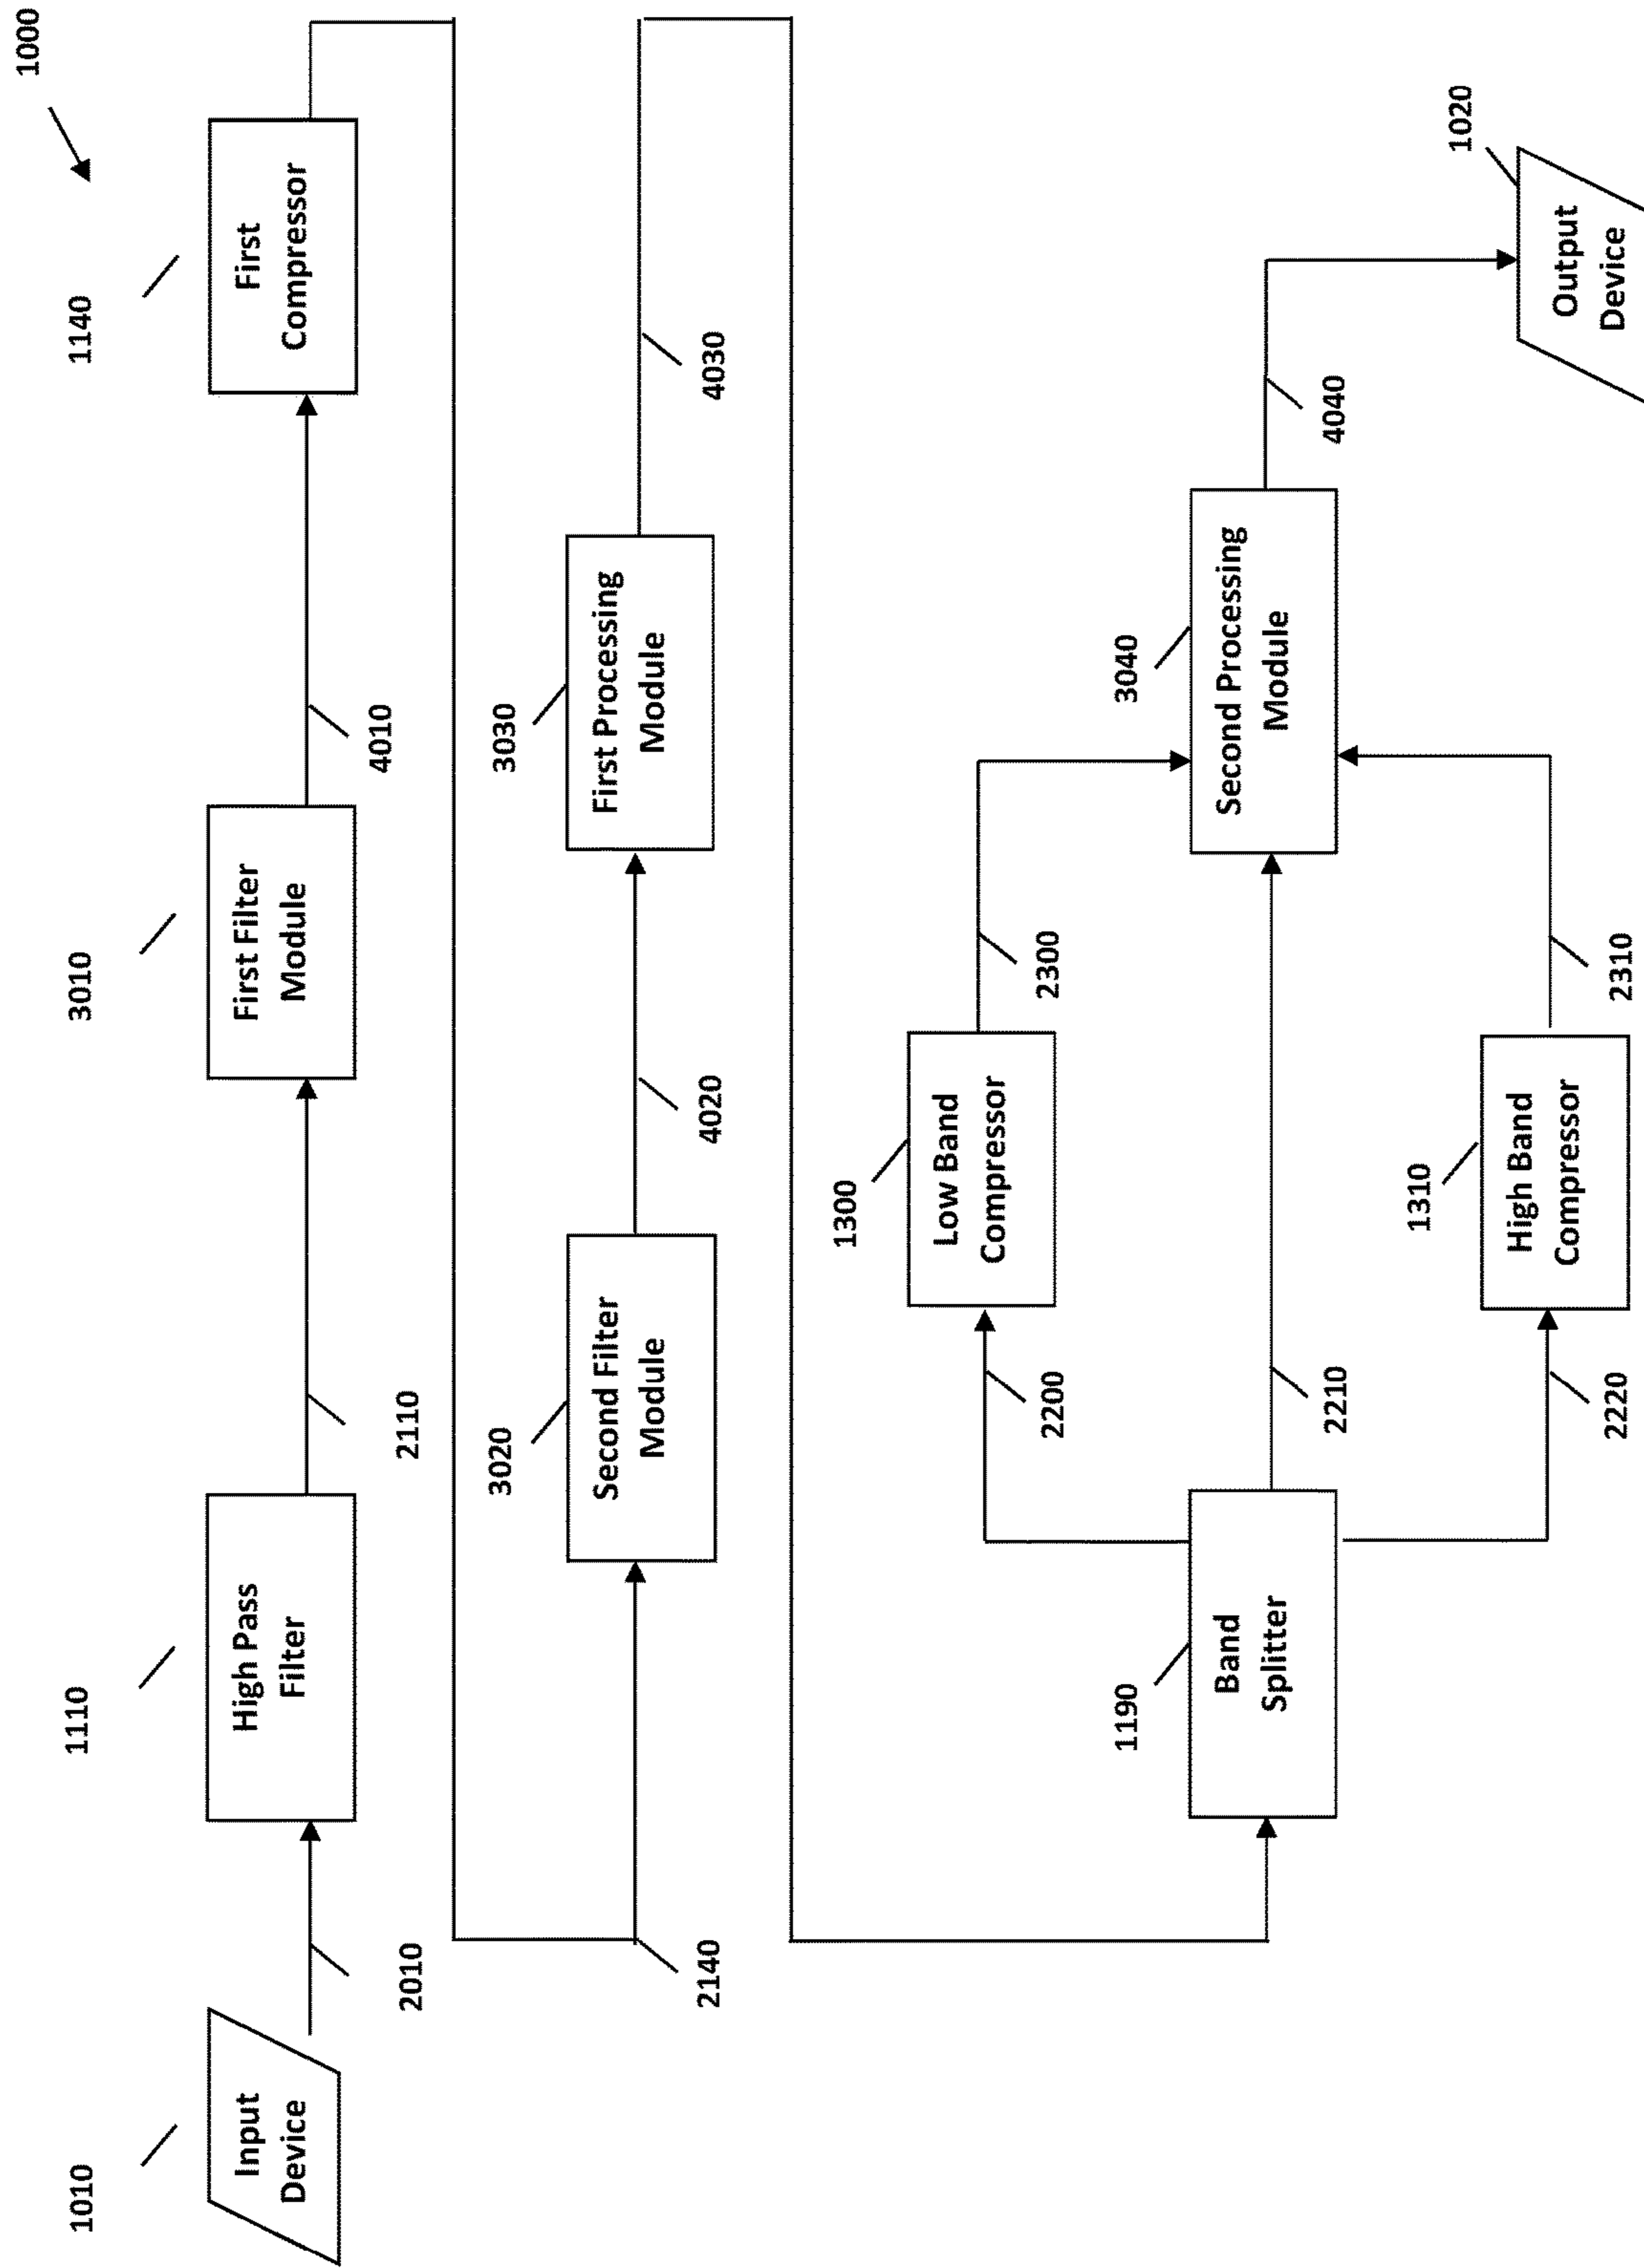 1000
1010
Input
Device
2010
1110
High Pass
Filter
2110
3010
First Filter
Module
4010
1140
First
Compressor
2140
3020
Second Filter
Module
4020
3030
First Processing
Module
4030
1190
Band
Splitter
2200
2210
2220
1300
Low Band
Compressor
2300
1310
High Band
Compressor
2310
3040
Second Processing
Module
4040
1020
Output
Device